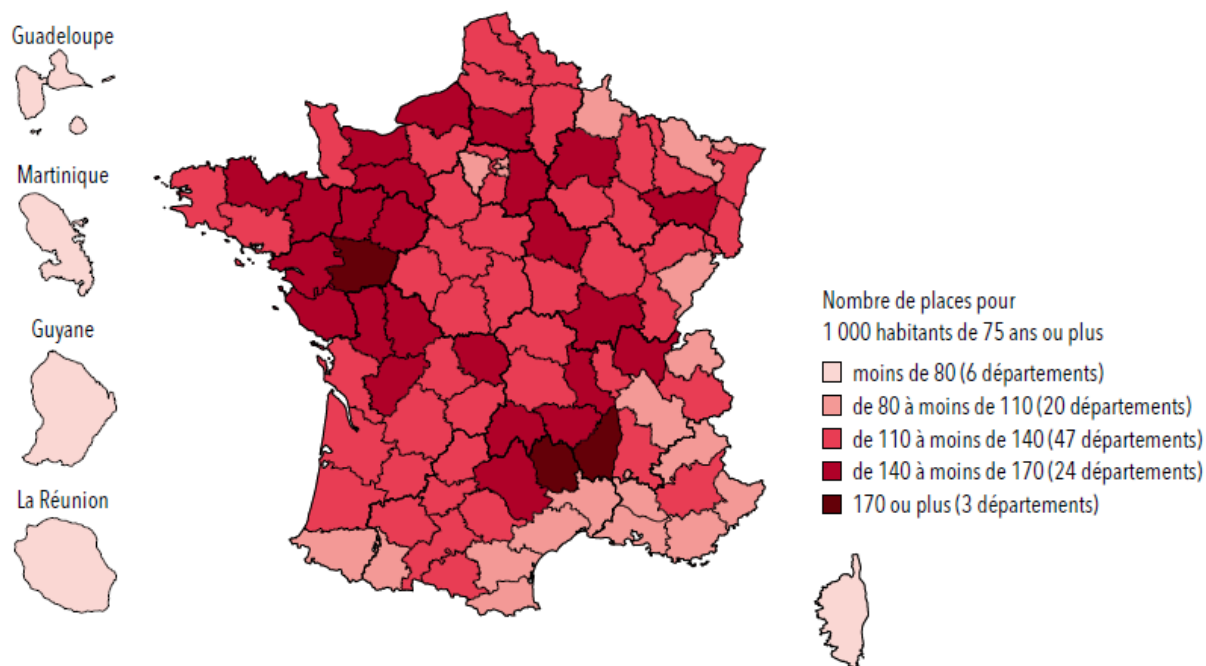 Guadeloupe
Martinique
Guyane
La Réunion
Nombre de places pour
1 000 habitants de 75 ans ou plus
moins de 80 (6 départements)
de 80 à moins de 110 (20 départements)
de 110 à moins de 140 (47 départements)
de 140 à moins de 170 (24 départements)
170 ou plus (3 départements)